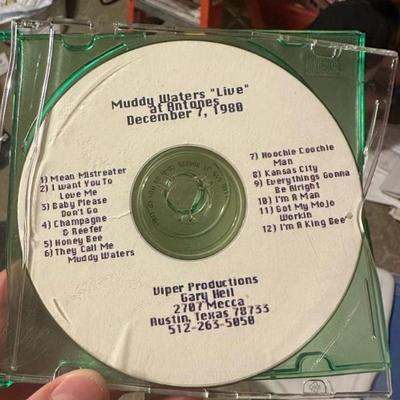 Muddy Waters "Live"
at Antones
December 7, 1980
1) Mean Mistreater
2) I want You To
Love Me
3) Baby Please
Don't Go
4) Champagne
& Reefer
5) Honey Bee
6) They Call Me
Muddy Waters
7) Hoochie Coochie
Man
8) Kansas City
9) Everythings Gonna
Be Alright
10) I'm A Man
11) Got My Mojo
Workin
12) I'm A King Bee
Viper Productions
Gary Heil
2707 Mecca
Austin, Texas 78733
512-263-5050